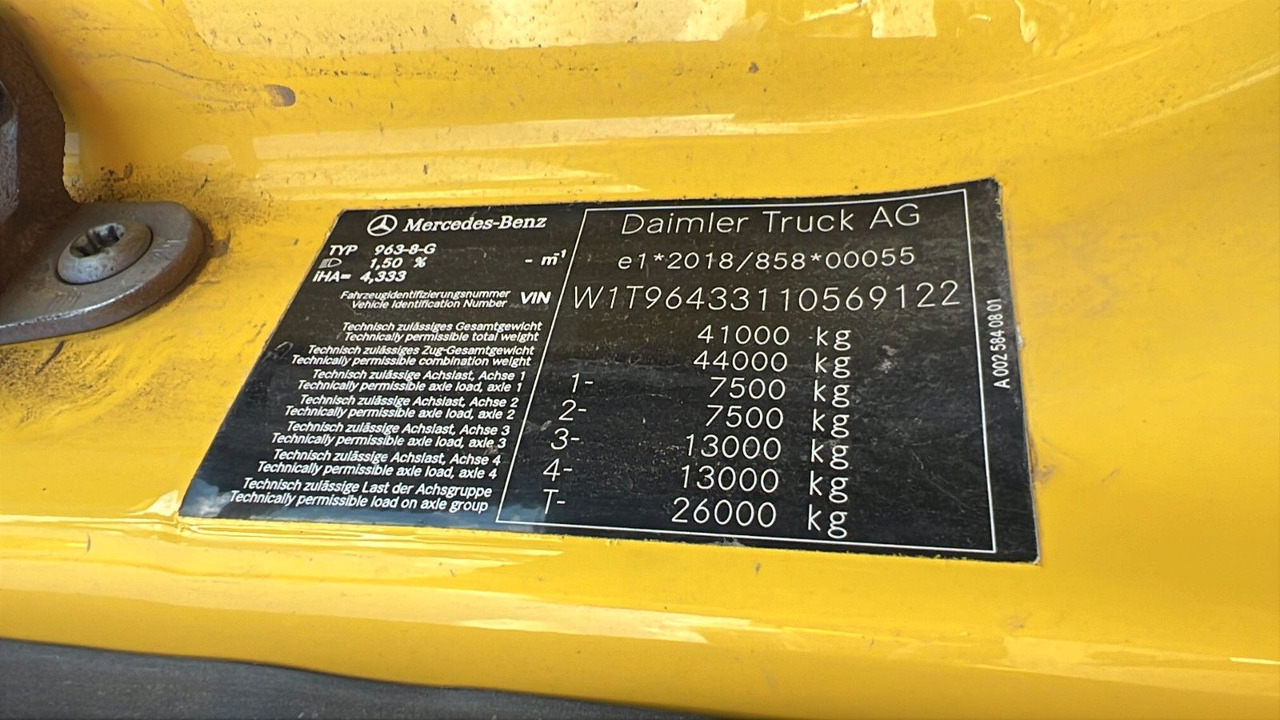 Mercedes-Benz
TYP 963-8-G
1,50 % - m⁻¹
iHA= 4,333
Daimler Truck AG
e1*2018/858*00055
Fahrzeugidentifizierungsnummer
Vehicle Identification Number
VIN W1T96433110569122
Technisch zulässiges Gesamtgewicht
Technically permissible total weight
41000 kg
Technisch zulässiges Zug-Gesamtgewicht
Technically permissible combination weight
44000 kg
Technisch zulässige Achslast, Achse 1
Technically permissible axle load, axle 1
1- 7500 kg
Technisch zulässige Achslast, Achse 2
Technically permissible axle load, axle 2
2- 7500 kg
Technisch zulässige Achslast, Achse 3
Technically permissible axle load, axle 3
3- 13000 kg
Technisch zulässige Achslast, Achse 4
Technically permissible axle load, axle 4
4- 13000 kg
Technisch zulässige Last der Achsgruppe
Technically permissible load on axle group
T- 26000 kg
A 002 584 08 01